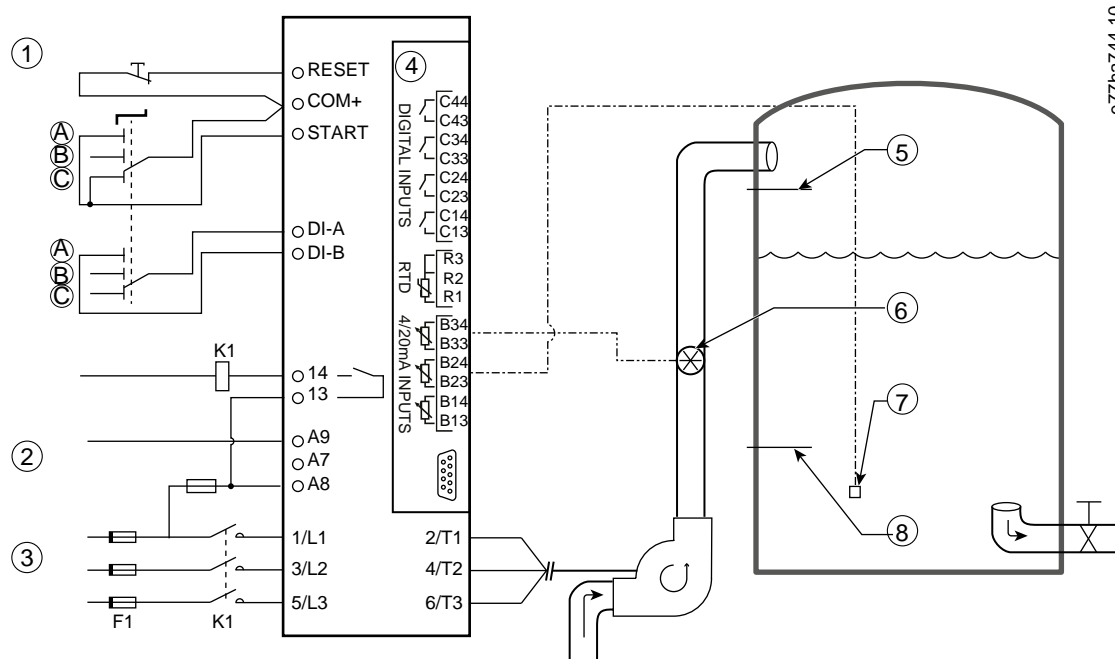 1
RESET
COM+
START
A
B
C
DI-A
DI-B
A
B
C
K1
14
13
2
A9
A7
A8
3
1/L1
3/L2
5/L3
F1
K1
4
DIGITAL INPUTS
C44
C43
C34
C33
C24
C23
C14
C13
RTD
R3
R2
R1
4/20mA INPUTS
B34
B33
B24
B23
B14
B13
2/T1
4/T2
6/T3
5
6
7
8